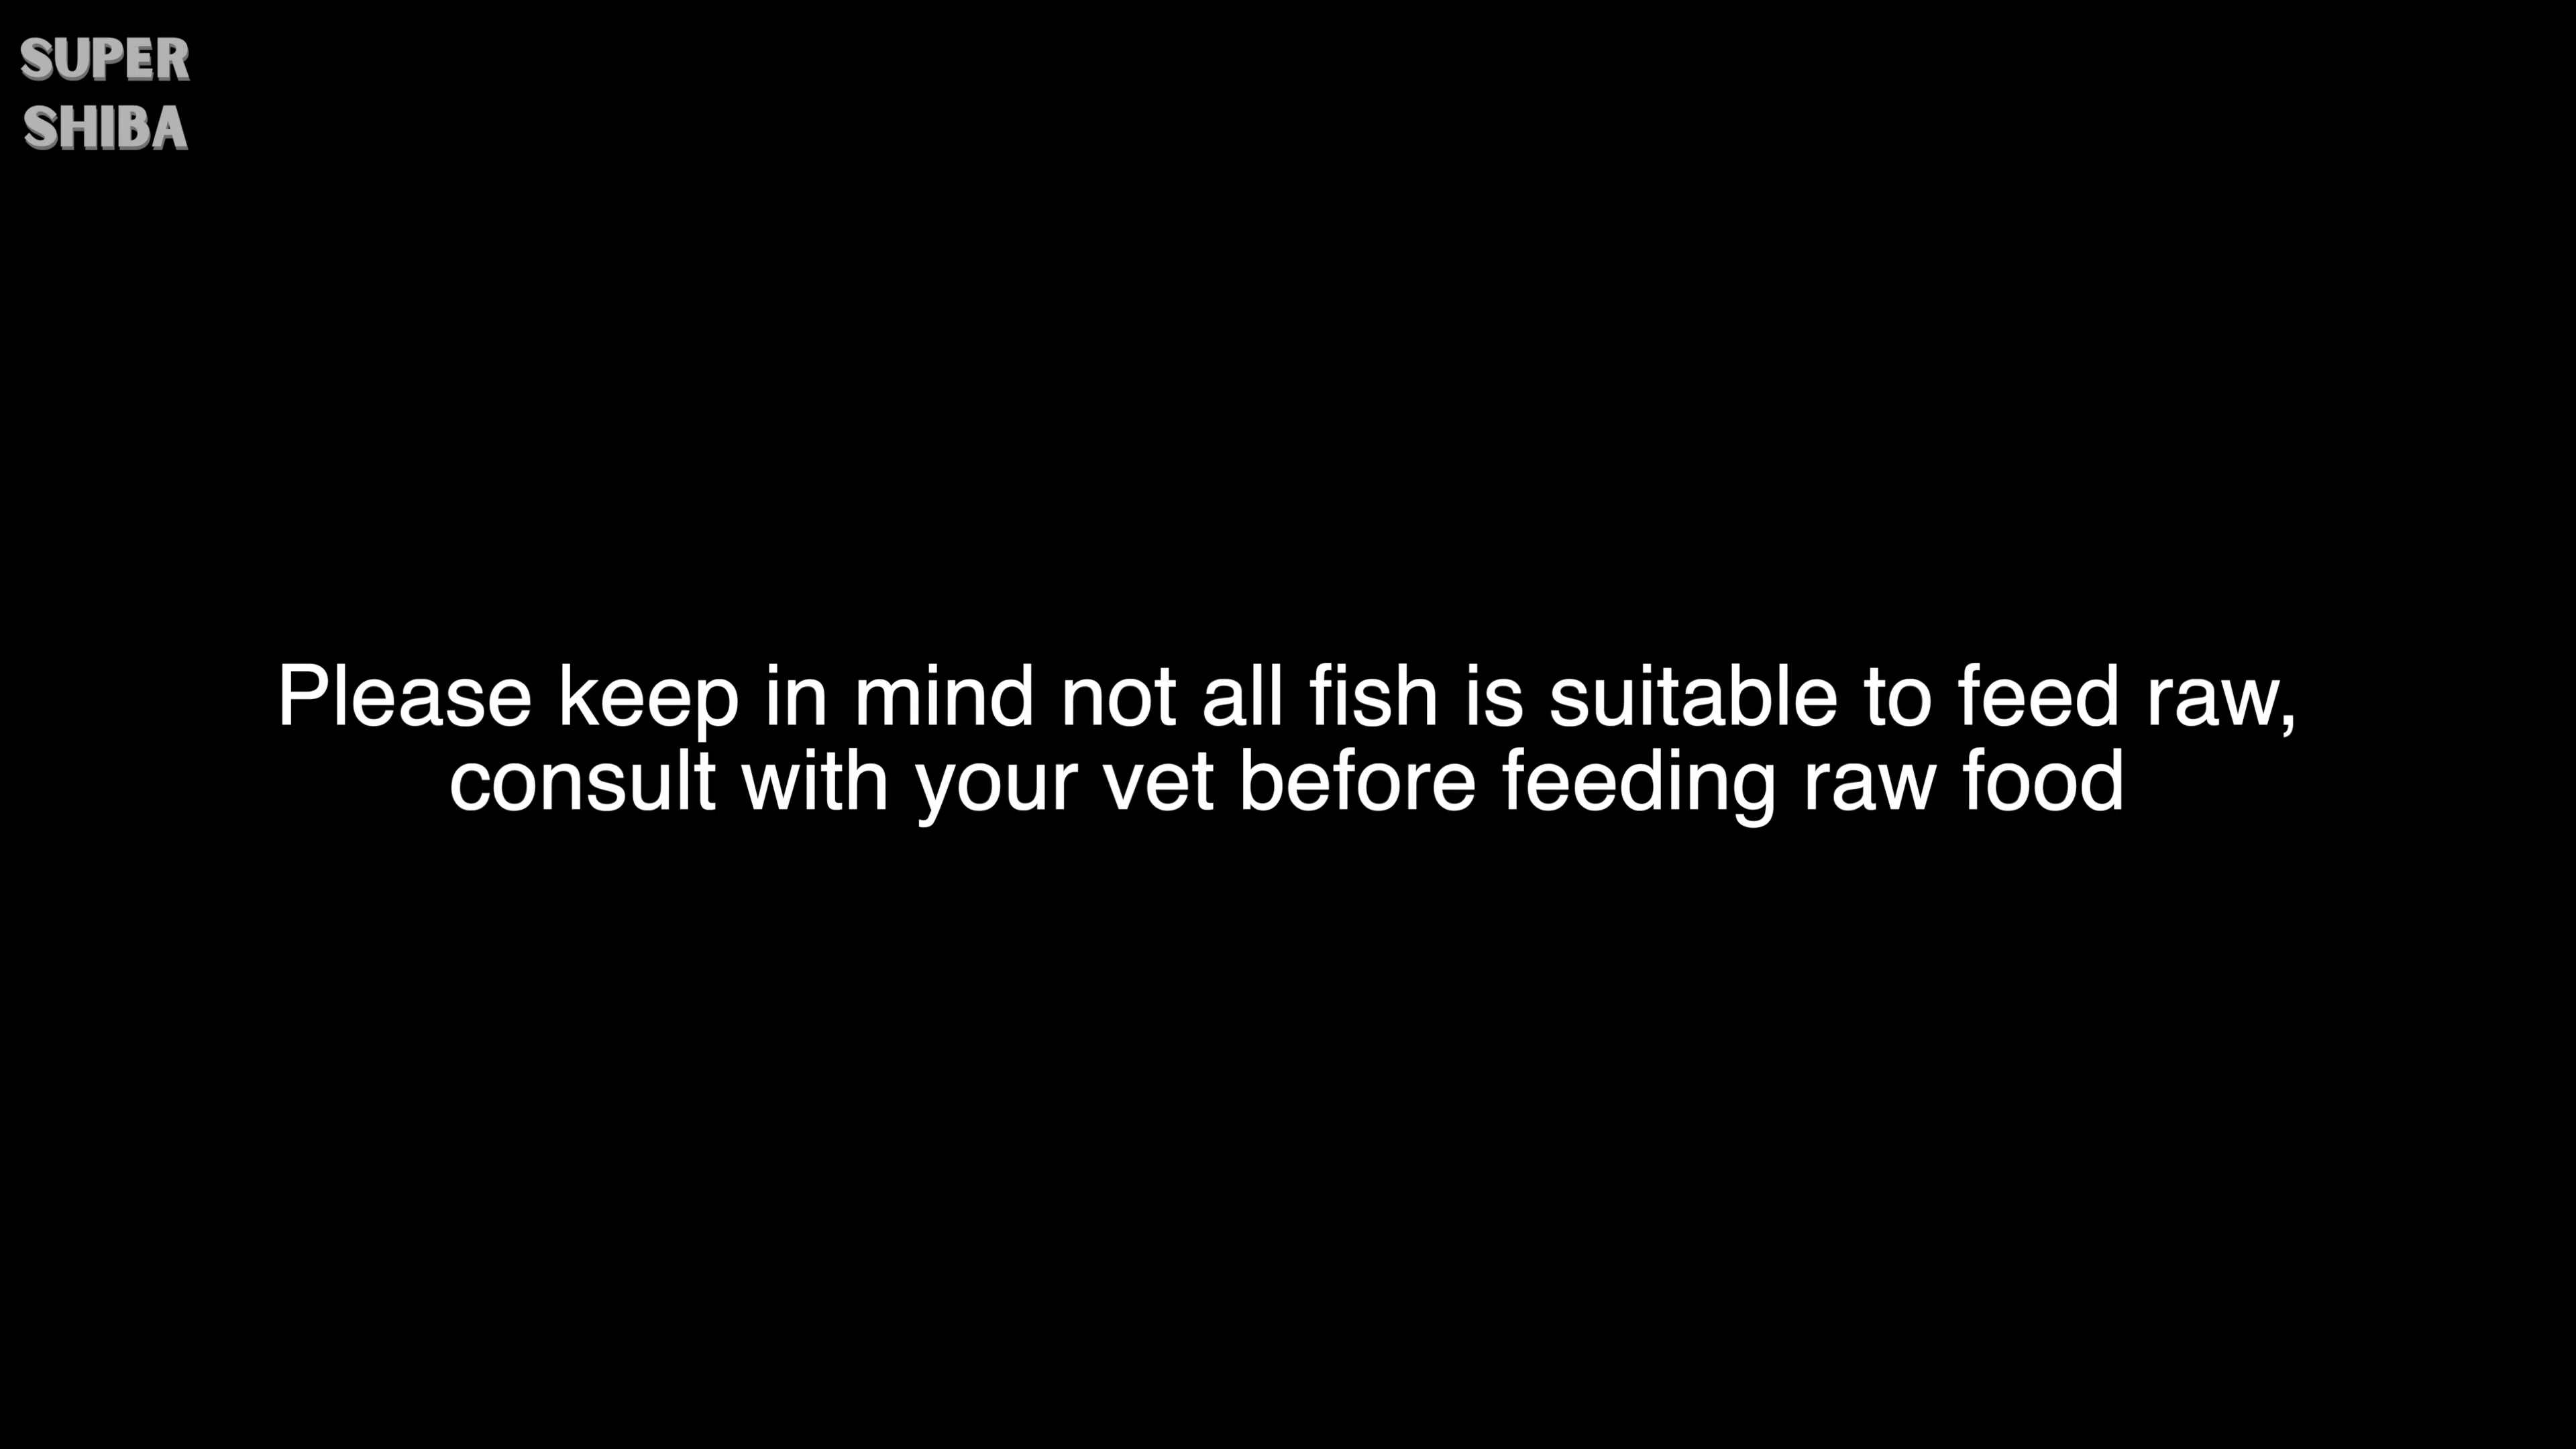 SUPER
SHIBA
Please keep in mind not all fish is suitable to feed raw,
consult with your vet before feeding raw food